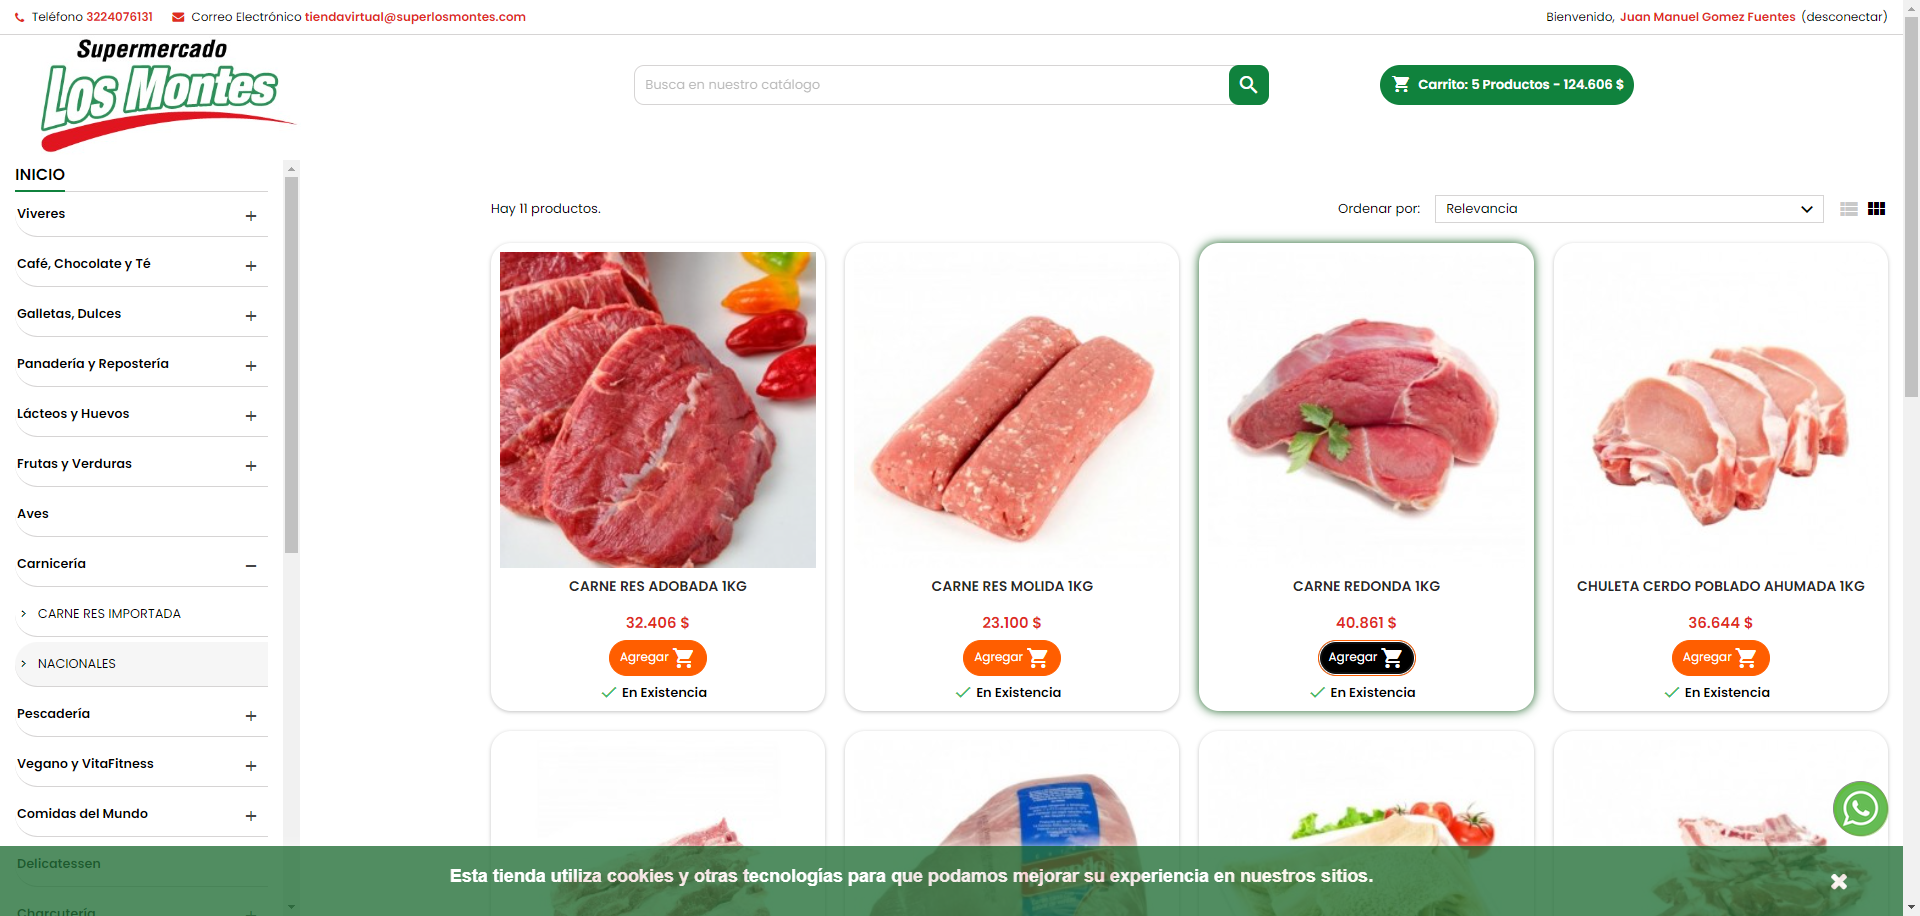 Teléfono 3224076131 Correo Electrónico tiendavirtual@superlosmontes.com
Bienvenido, Juan Manuel Gomez Fuentes (desconectar)
Supermercado
Los Montes
Busca en nuestro catálogo
Carrito: 5 Productos - 124.606 $
INICIO
Viveres
Café, Chocolate y Té
Galletas, Dulces
Panadería y Repostería
Lácteos y Huevos
Frutas y Verduras
Aves
Carnicería
CARNE RES IMPORTADA
NACIONALES
Pescadería
Vegano y VitaFitness
Comidas del Mundo
Delicatessen
Charcutería
Hay 11 productos.
Ordenar por: Relevancia
CARNE RES ADOBADA 1KG
32.406 $
Agregar
En Existencia
CARNE RES MOLIDA 1KG
23.100 $
Agregar
En Existencia
CARNE REDONDA 1KG
40.861 $
Agregar
En Existencia
CHULETA CERDO POBLADO AHUMADA 1KG
36.644 $
Agregar
En Existencia
Esta tienda utiliza cookies y otras tecnologías para que podamos mejorar su experiencia en nuestros sitios.